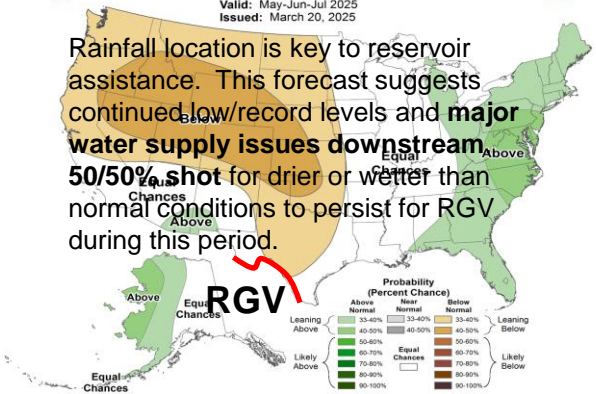 Valid: May-Jun-Jul 2025
Issued: March 20, 2025
Rainfall location is key to reservoir
assistance. This forecast suggests
continued low/record levels and major
water supply issues downstream.
50/50% shot for drier or wetter than
normal conditions to persist for RGV
during this period.
Below
Equal
Chances
Above
Equal
Chances
Above
RGV
Above
Equal
Chances
Equal
Chances
Probability
(Percent Chance)
Above
Normal
Near
Normal
Below
Normal
Leaning
Above
33-40%
33-40%
33-40%
Leaning
Below
40-50%
40-50%
40-50%
Likely
Above
50-60%
60-70%
70-80%
80-90%
90-100%
Equal
Chances
50-60%
60-70%
70-80%
80-90%
90-100%
Likely
Below